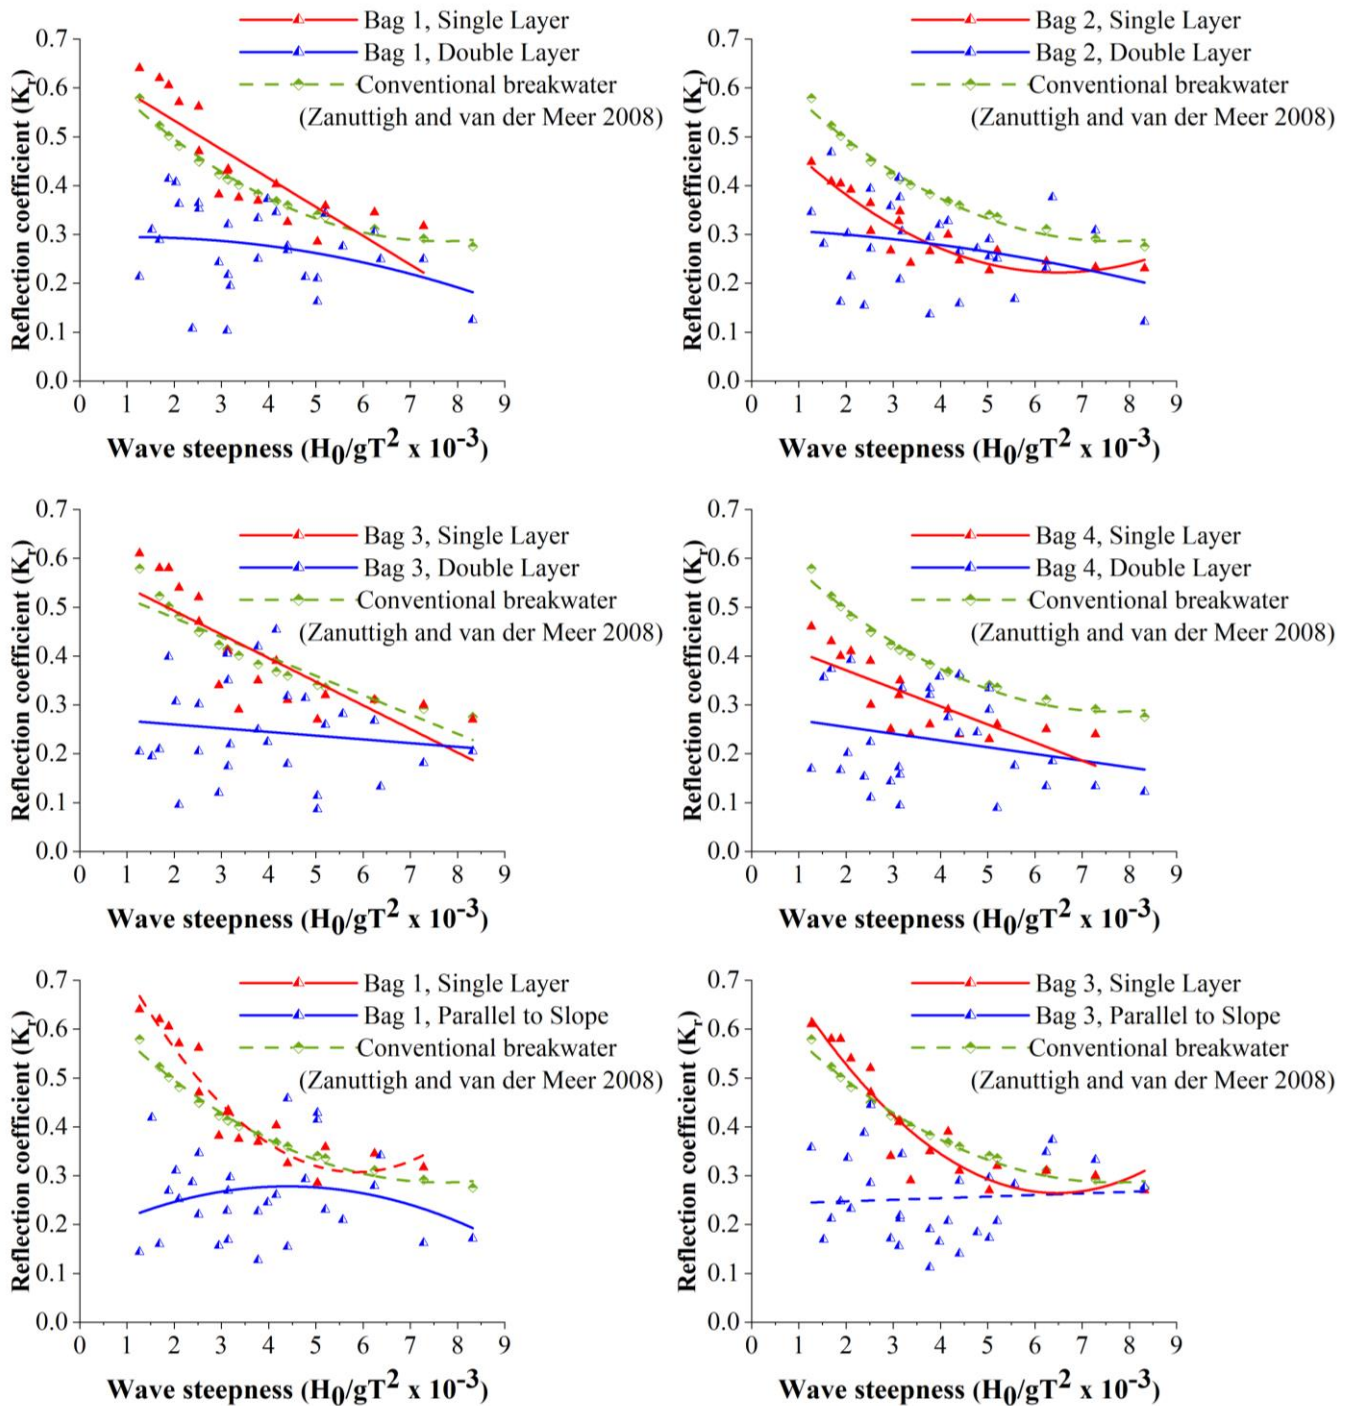 Bag 1, Single Layer
Bag 1, Double Layer
Conventional breakwater
(Zanuttigh and van der Meer 2008)
Reflection coefficient (Kr)
0.7
0.6
0.5
0.4
0.3
0.2
0.1
0.0
0 1 2 3 4 5 6 7 8 9
Wave steepness (H0/gT2 x 10-3)
Bag 2, Single Layer
Bag 2, Double Layer
Conventional breakwater
(Zanuttigh and van der Meer 2008)
Reflection coefficient (Kr)
0.7
0.6
0.5
0.4
0.3
0.2
0.1
0.0
0 1 2 3 4 5 6 7 8 9
Wave steepness (H0/gT2 x 10-3)
Bag 3, Single Layer
Bag 3, Double Layer
Conventional breakwater
(Zanuttigh and van der Meer 2008)
Reflection coefficient (Kr)
0.7
0.6
0.5
0.4
0.3
0.2
0.1
0.0
0 1 2 3 4 5 6 7 8 9
Wave steepness (H0/gT2 x 10-3)
Bag 4, Single Layer
Bag 4, Double Layer
Conventional breakwater
(Zanuttigh and van der Meer 2008)
Reflection coefficient (Kr)
0.7
0.6
0.5
0.4
0.3
0.2
0.1
0.0
0 1 2 3 4 5 6 7 8 9
Wave steepness (H0/gT2 x 10-3)
Bag 1, Single Layer
Bag 1, Parallel to Slope
Conventional breakwater
(Zanuttigh and van der Meer 2008)
Reflection coefficient (Kr)
0.7
0.6
0.5
0.4
0.3
0.2
0.1
0.0
0 1 2 3 4 5 6 7 8 9
Wave steepness (H0/gT2 x 10-3)
Bag 3, Single Layer
Bag 3, Parallel to Slope
Conventional breakwater
(Zanuttigh and van der Meer 2008)
Reflection coefficient (Kr)
0.7
0.6
0.5
0.4
0.3
0.2
0.1
0.0
0 1 2 3 4 5 6 7 8 9
Wave steepness (H0/gT2 x 10-3)